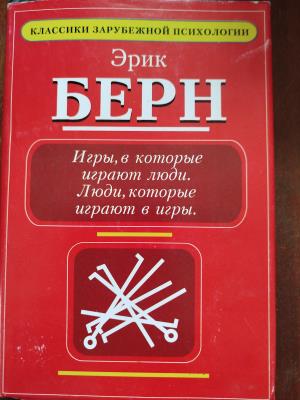 КЛАССИКИ ЗАРУБЕЖНОЙ ПСИХОЛОГИИ
Эрик
БЕРН
Игры, в которые
играют люди.
Люди, которые
играют в игры.